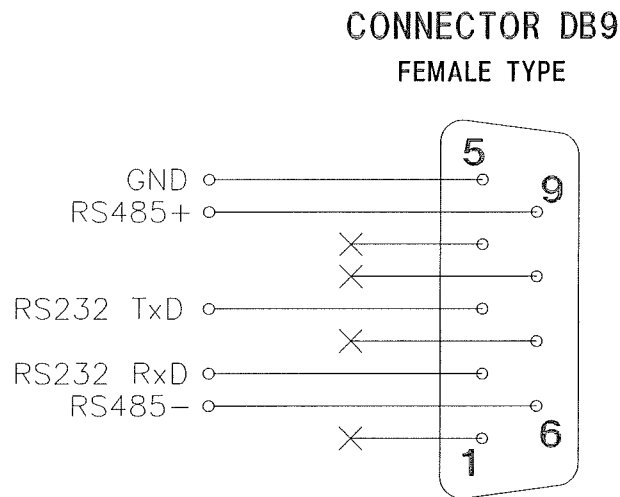 CONNECTOR DB9
FEMALE TYPE
5
GND
9
RS485+
RS232 TxD
RS232 RxD
RS485-
6
1